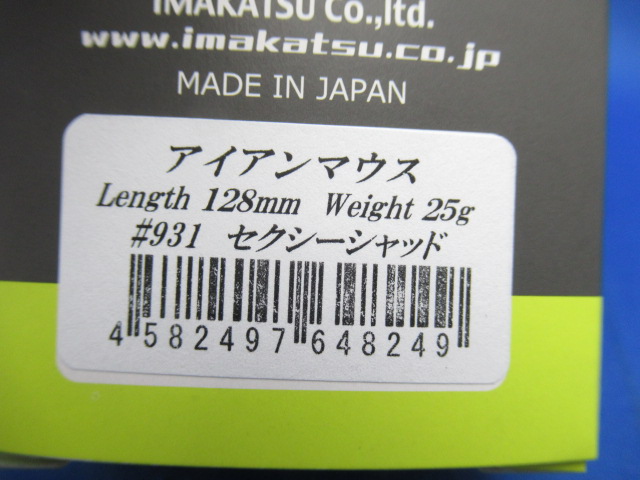 IMAKATSU Co.,ltd.
www.imakatsu.co.jp
MADE IN JAPAN
アイアンマウス
Length 128mm Weight 25g
#931 セクシーシャッド
4 582497 648249